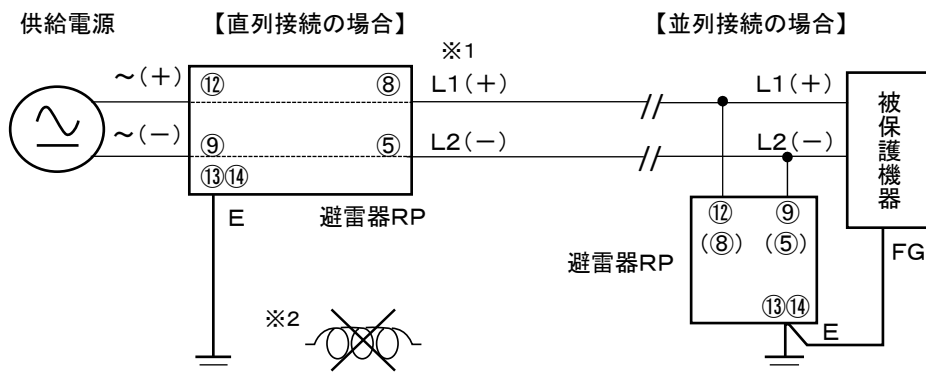 供給電源
【直列接続の場合】
【並列接続の場合】
※1
～(＋)
⑫
⑧
L1(＋)
L1(＋)
～(－)
⑨
⑤
L2(－)
L2(－)
⑬⑭
被保護機器
E
避雷器RP
⑫
⑨
(⑧)
(⑤)
避雷器RP
FG
⑬⑭
E
※2